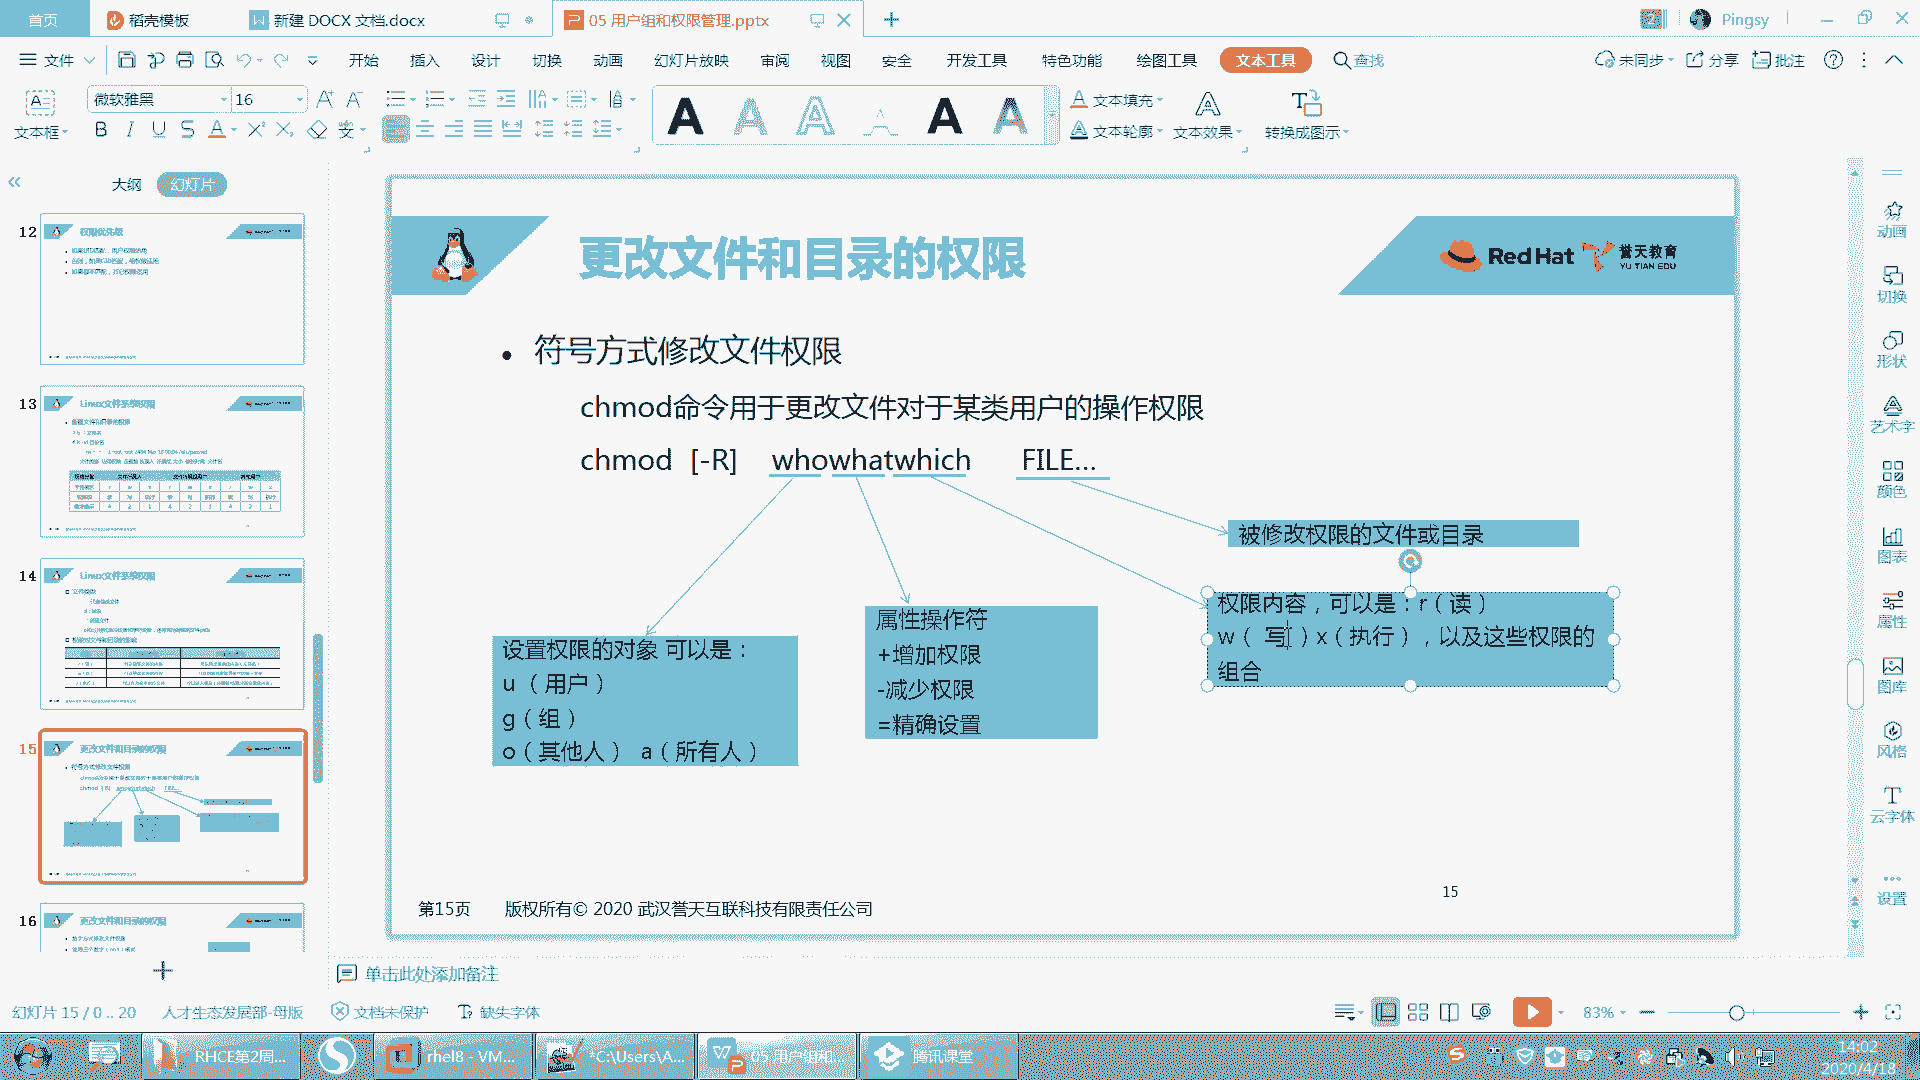 首页
稻壳模板
新建 DOCX 文档.docx
05 用户组和权限管理.pptx
Pingsy
文件
开始
插入
设计
切换
动画
幻灯片放映
审阅
视图
安全
开发工具
特色功能
绘图工具
文本工具
查找
未同步
分享
批注
文本框
微软雅黑
16
文本填充
文本轮廓
文本效果
转换成图示
大纲
幻灯片
12
权限优先级
13
Linux文件系统权限
14
Linux文件系统权限
15
更改文件和目录的权限
符号方式修改文件权限
16
更改文件和目录的权限
更改文件和目录的权限
Red Hat
誉天教育
YU TIAN EDU
• 符号方式修改文件权限
chmod命令用于更改文件对于某类用户的操作权限
chmod [-R] whowhatwhich FILE...
被修改权限的文件或目录
权限内容，可以是：r（读）
w（ 写 ）x（执行），以及这些权限的
组合
属性操作符
+增加权限
-减少权限
=精确设置
设置权限的对象 可以是：
u （用户）
g（组）
o（其他人） a（所有人）
15
第15页
版权所有© 2020 武汉誉天互联科技有限责任公司
动画
切换
形状
艺术字
颜色
图表
属性
图库
风格
云字体
设置
单击此处添加备注
幻灯片 15 / 0 .. 20
人才生态发展部-母版
文档未保护
缺失字体
83%
RHCE第2周...
rhel8 - VM...
*C:\Users\A...
05 用户组和...
腾讯课堂
14:02
2020/4/18